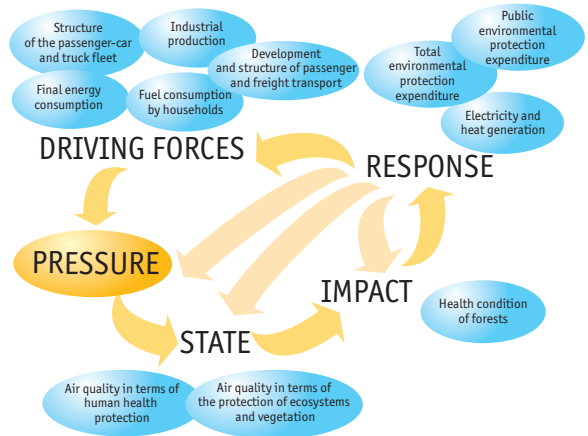 Structure
of the passenger-car
and truck fleet
Industrial
production
Development
and structure of passenger
and freight transport
Final energy
consumption
Fuel consumption
by households
Public
environmental
protection
expenditure
Total
environmental
protection
expenditure
Electricity and
heat generation
DRIVING FORCES
RESPONSE
PRESSURE
IMPACT
STATE
Health condition
of forests
Air quality in terms of
human health
protection
Air quality in terms of
the protection of ecosystems
and vegetation